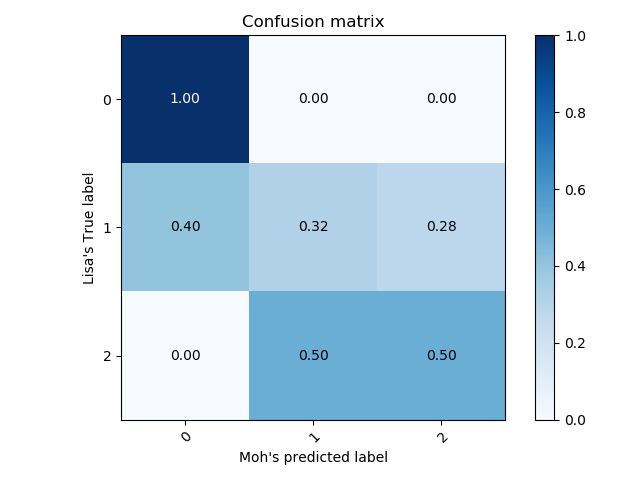 Confusion matrix
0 1.00 0.00 0.00
1 0.40 0.32 0.28
2 0.00 0.50 0.50
0 1 2
Lisa's True label
Moh's predicted label
1.0
0.8
0.6
0.4
0.2
0.0